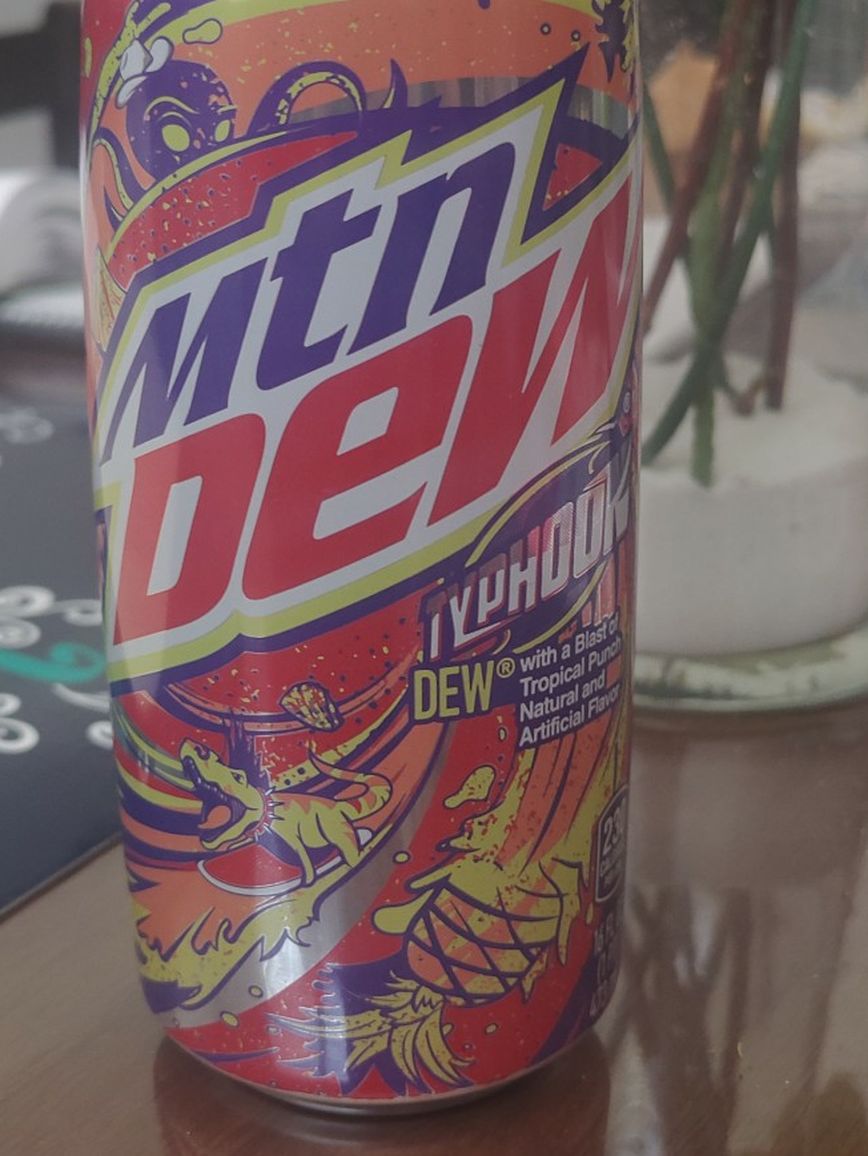 Mtn
Dew®
TYPHOON
DEW® with a Blast of
Tropical Punch
Natural and
Artificial Flavor